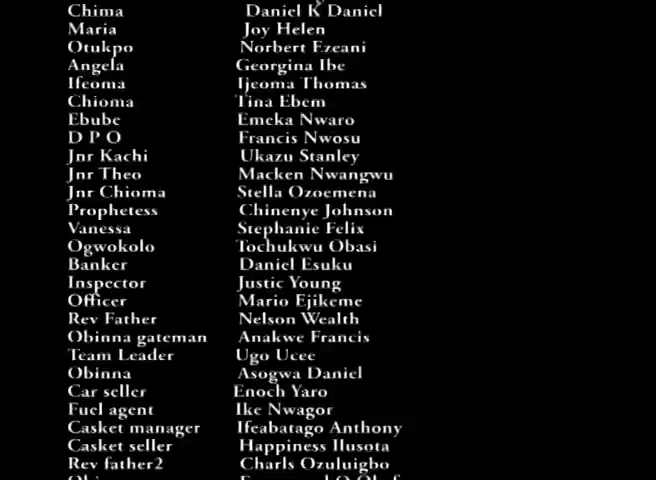 Chima Daniel K Daniel
Maria Joy Helen
Otukpo Norbert Ezeani
Angela Georgina Ibe
Ifeoma Ijeoma Thomas
Chioma Tina Ebem
Ebube Emeka Nwaro
D P O Francis Nwosu
Jnr Kachi Ukazu Stanley
Jnr Theo Macken Nwangwu
Jnr Chioma Stella Ozoemena
Prophetess Chinenye Johnson
Vanessa Stephanie Felix
Ogwokolo Tochukwu Obasi
Banker Daniel Esuku
Inspector Justic Young
Officer Mario Ejikeme
Rev Father Nelson Wealth
Obinna gateman Anakwe Francis
Team Leader Ugo Ucee
Obinna Asogwa Daniel
Car seller Enoch Yaro
Fuel agent Ike Nwagor
Casket manager Ifeabatago Anthony
Casket seller Happiness Ilusota
Rev father2 Charls Ozuluigbo